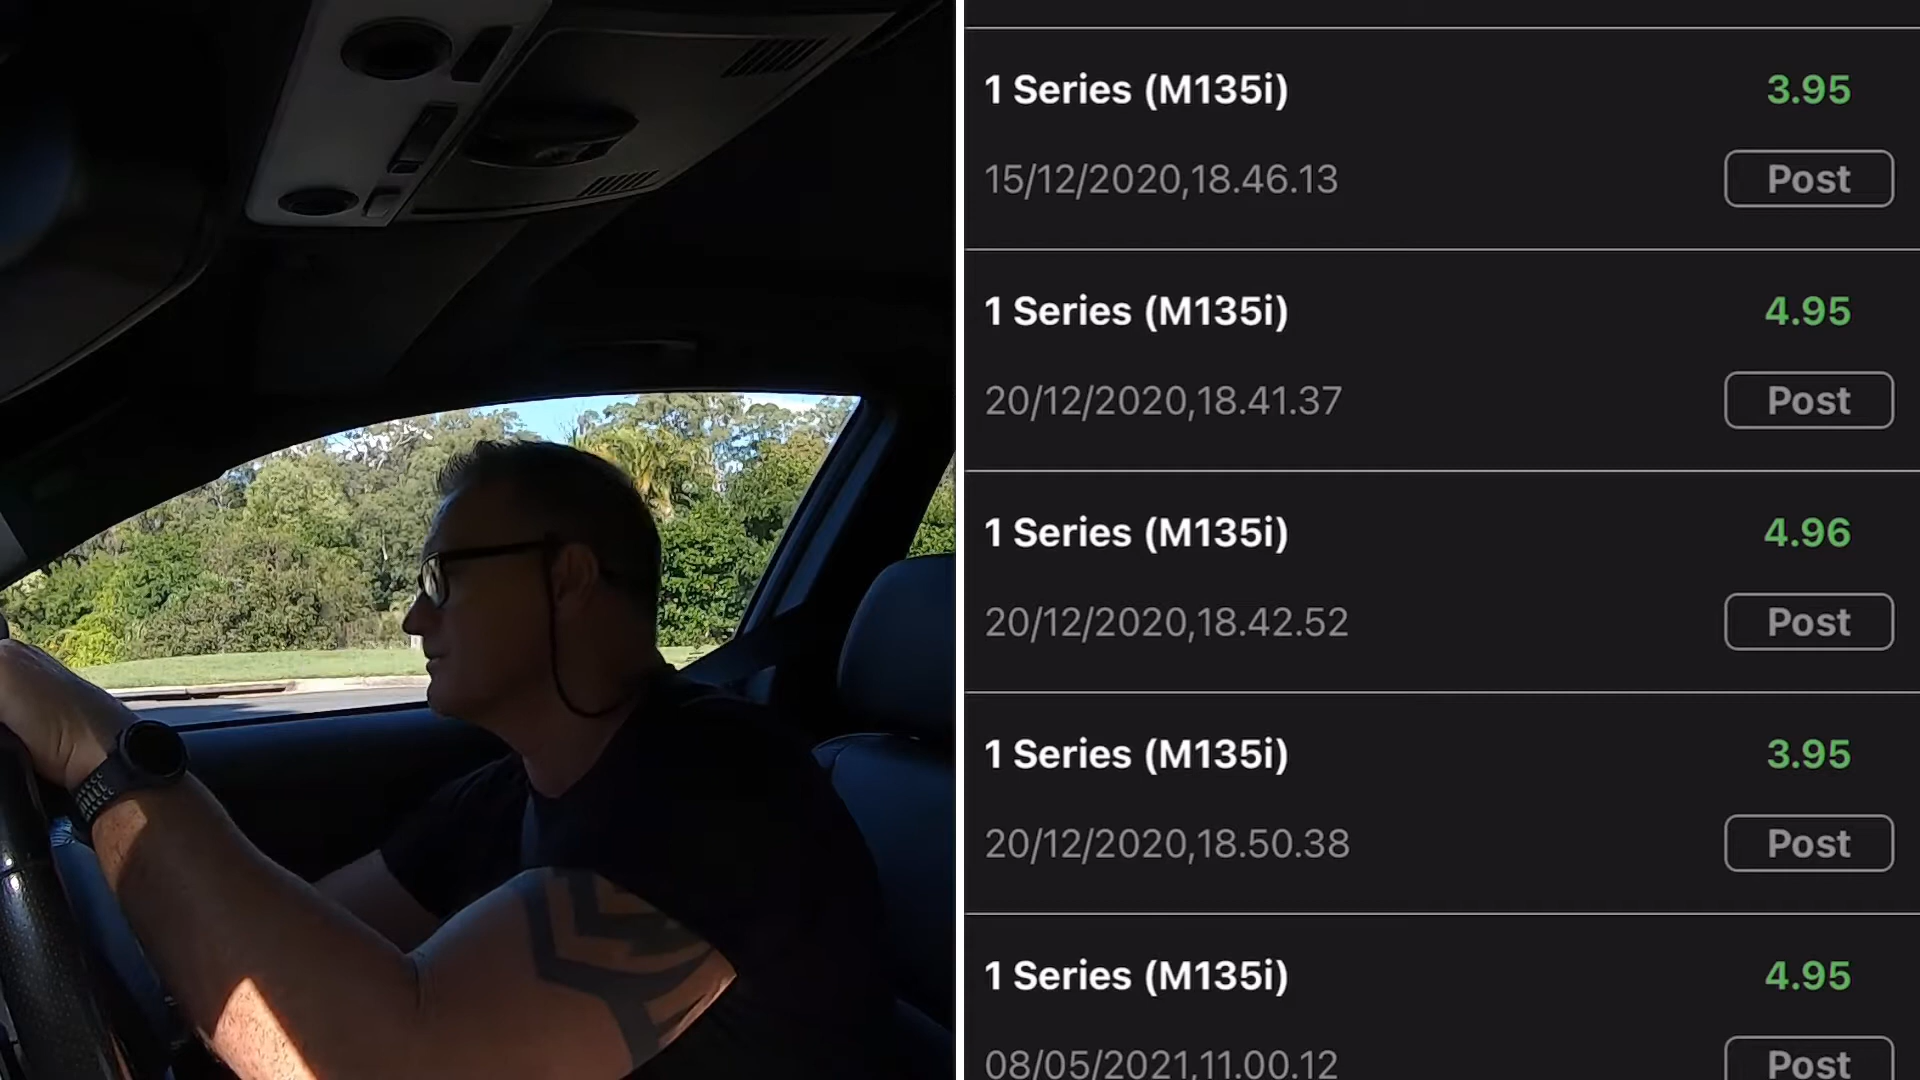 1 Series (M135i) 3.95
15/12/2020,18.46.13 Post
1 Series (M135i) 4.95
20/12/2020,18.41.37 Post
1 Series (M135i) 4.96
20/12/2020,18.42.52 Post
1 Series (M135i) 3.95
20/12/2020,18.50.38 Post
1 Series (M135i) 4.95
08/05/2021,11.00.12 Post